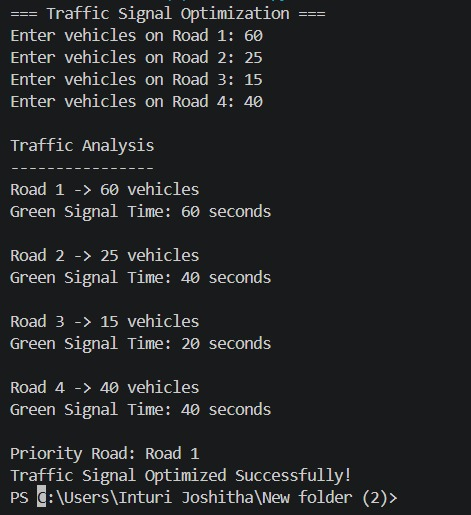 === Traffic Signal Optimization ===
Enter vehicles on Road 1: 60
Enter vehicles on Road 2: 25
Enter vehicles on Road 3: 15
Enter vehicles on Road 4: 40
Traffic Analysis
----------------
Road 1 -> 60 vehicles
Green Signal Time: 60 seconds
Road 2 -> 25 vehicles
Green Signal Time: 40 seconds
Road 3 -> 15 vehicles
Green Signal Time: 20 seconds
Road 4 -> 40 vehicles
Green Signal Time: 40 seconds
Priority Road: Road 1
Traffic Signal Optimized Successfully!
PS C:\Users\Inturi Joshitha\New folder (2)>